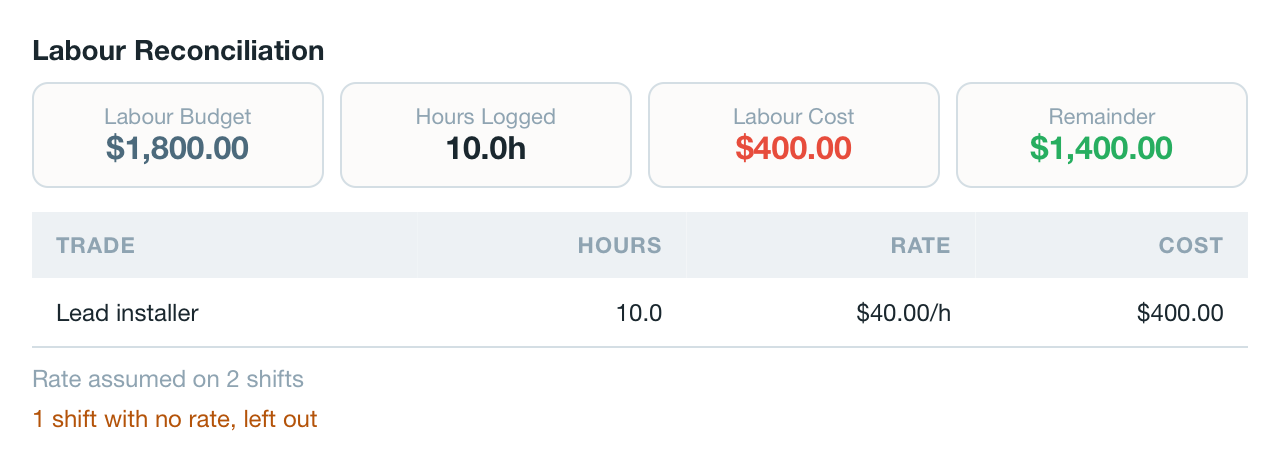 Labour Reconciliation
Labour Budget
$1,800.00
Hours Logged
10.0h
Labour Cost
$400.00
Remainder
$1,400.00
TRADE HOURS RATE COST
Lead installer 10.0 $40.00/h $400.00
Rate assumed on 2 shifts
1 shift with no rate, left out